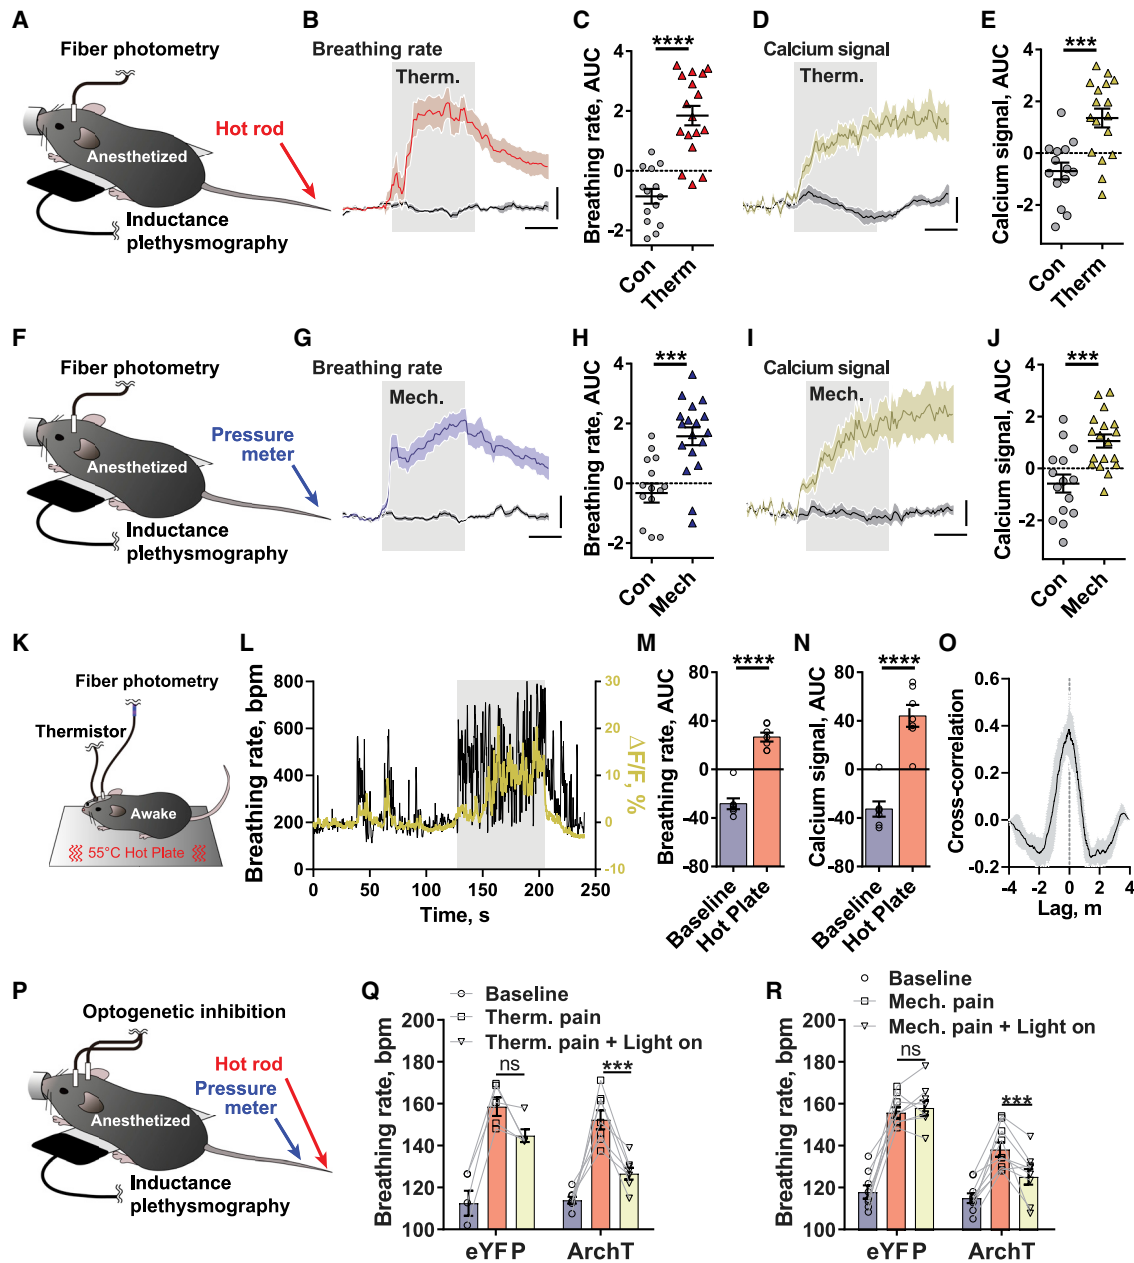 A
Fiber photometry
Hot rod
Anesthetized
Inductance
plethysmography
B
Breathing rate
Therm.
C
****
Breathing rate, AUC
4
2
0
-2
Con
Therm
D
Calcium signal
Therm.
E
***
Calcium signal, AUC
4
2
0
-2
Con
Therm
F
Fiber photometry
Pressure
meter
Anesthetized
Inductance
plethysmography
G
Breathing rate
Mech.
H
***
Breathing rate, AUC
4
2
0
-2
Con
Mech
I
Calcium signal
Mech.
J
***
Calcium signal, AUC
4
2
0
-2
Con
Mech
K
Fiber photometry
Thermistor
Awake
55°C Hot Plate
L
Breathing rate, bpm
800
600
400
200
0
30
20
10
0
-10
ΔF/F, %
0 50 100 150 200 250
Time, s
M
****
Breathing rate, AUC
80
40
0
-40
-80
Baseline
Hot Plate
N
****
Calcium signal, AUC
80
40
0
-40
-80
Baseline
Hot Plate
O
Cross-correlation
0.6
0.4
0.2
0.0
-0.2
-4 -2 0 2 4
Lag, m
P
Optogenetic inhibition
Hot rod
Pressure
meter
Anesthetized
Inductance
plethysmography
Q
Baseline
Therm. pain
Therm. pain + Light on
Breathing rate, bpm
200
180
160
140
120
100
ns
***
eYFP
ArchT
R
Baseline
Mech. pain
Mech. pain + Light on
Breathing rate, bpm
200
180
160
140
120
100
ns
***
eYFP
ArchT